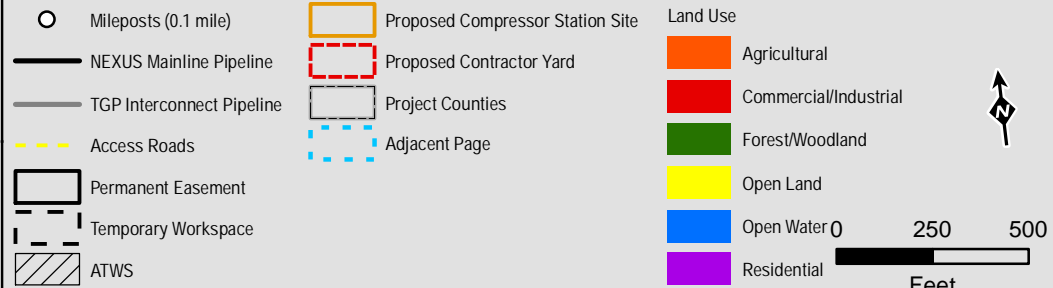 Mileposts (0.1 mile)
NEXUS Mainline Pipeline
TGP Interconnect Pipeline
Access Roads
Permanent Easement
Temporary Workspace
ATWS
Proposed Compressor Station Site
Proposed Contractor Yard
Project Counties
Adjacent Page
Land Use
Agricultural
Commercial/Industrial
Forest/Woodland
Open Land
Open Water
Residential
N
0 250 500
Feet